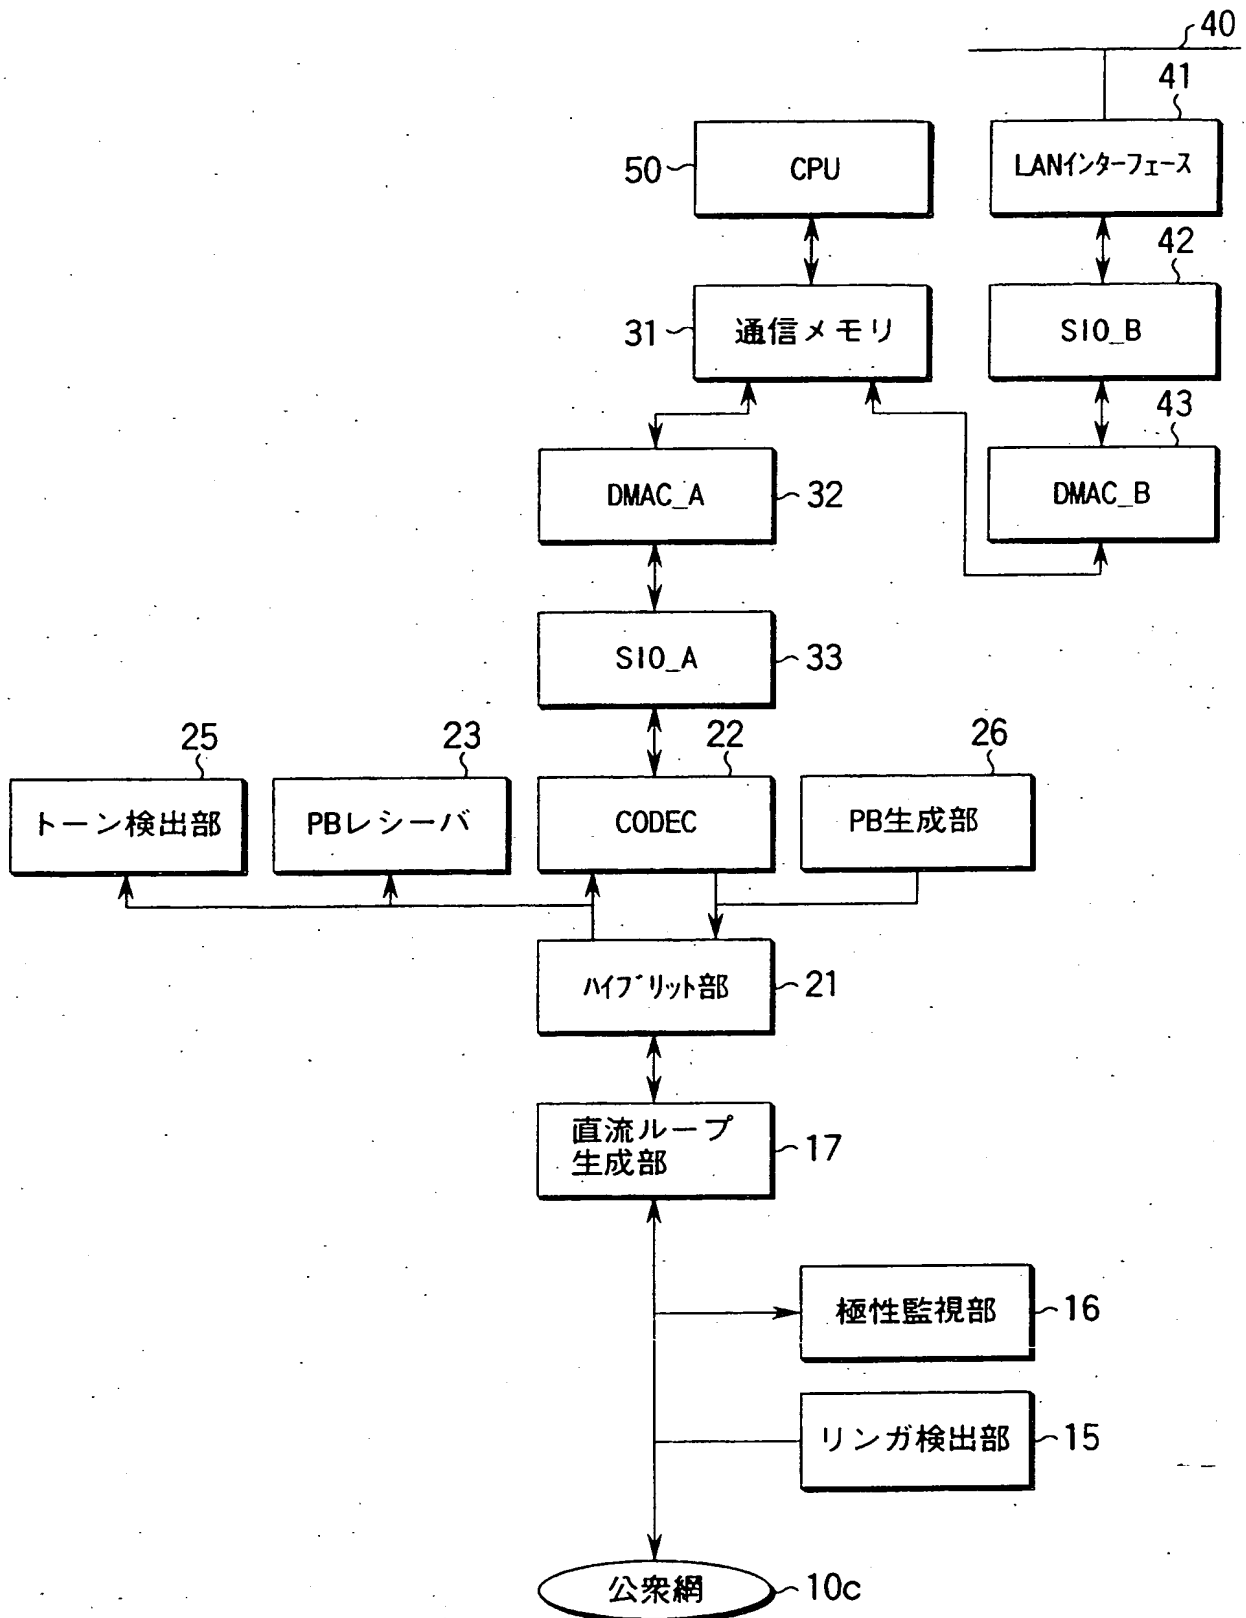 40
41
50
CPU
LANインターフェース
42
31
通信メモリ
SIO_B
43
DMAC_A
32
DMAC_B
SIO_A
33
25
23
22
26
トーン検出部
PBレシーバ
CODEC
PB生成部
ハイブリット部
21
直流ループ
生成部
17
極性監視部
16
リンガ検出部
15
公衆網
10c